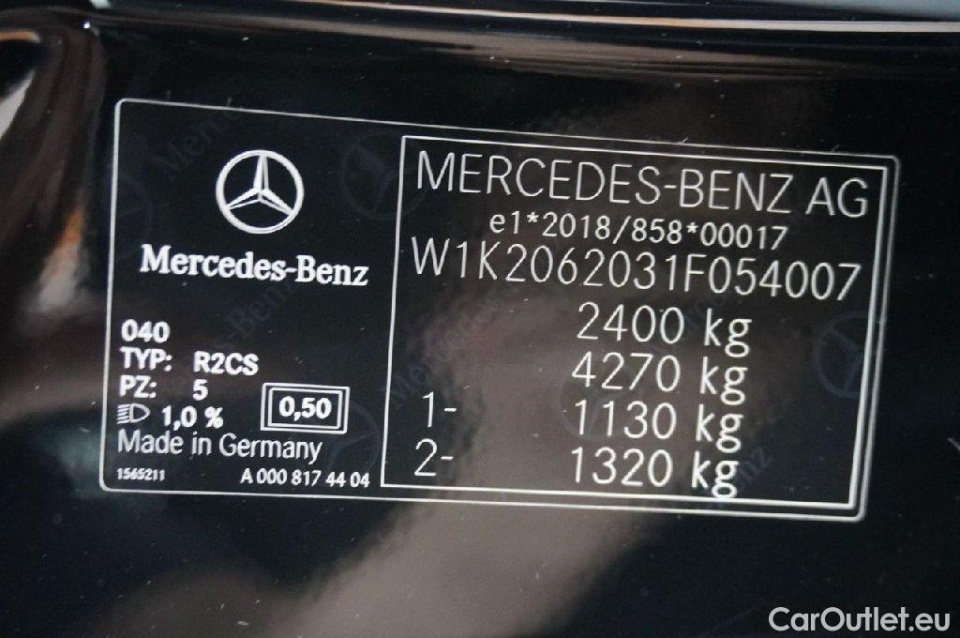 Mercedes-Benz
040
TYP: R2CS
PZ: 5
1,0 %
0,50
Made in Germany
1565211 A 000 817 44 04
MERCEDES-BENZ AG
e1*2018/858*00017
W1K2062031F054007
2400 kg
4270 kg
1- 1130 kg
2- 1320 kg
CarOutlet.eu